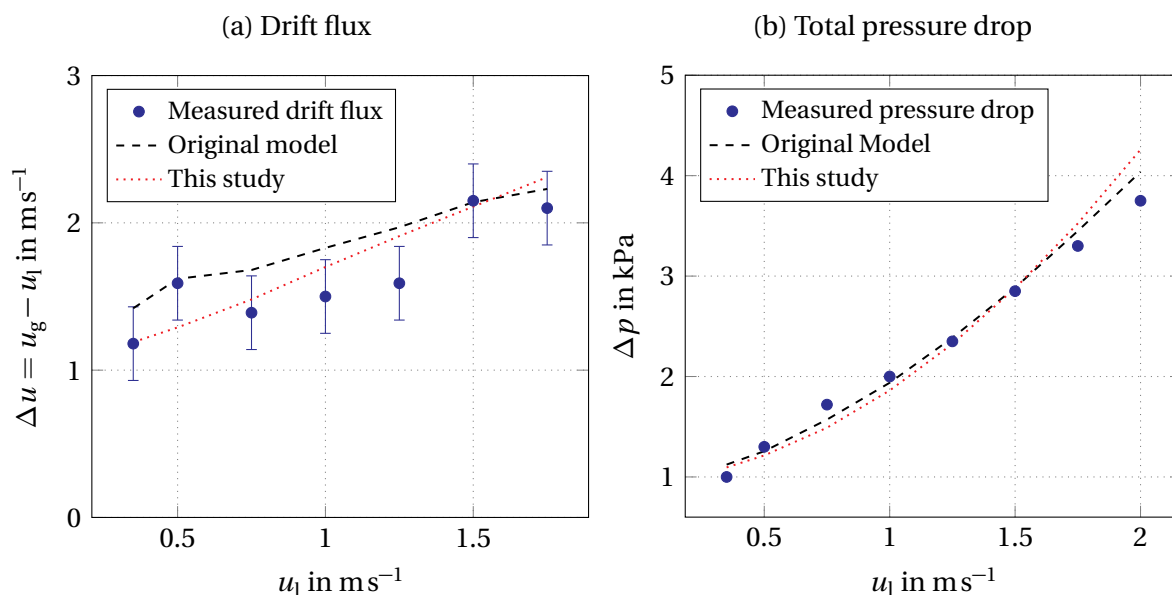 (a) Drift flux
3
2
1
0
Δu = u_g − u_l in m s⁻¹
Measured drift flux
Original model
This study
0.5
1
1.5
u_l in m s⁻¹
(b) Total pressure drop
5
4
3
2
1
Δp in kPa
Measured pressure drop
Original Model
This study
0.5
1
1.5
2
u_l in m s⁻¹